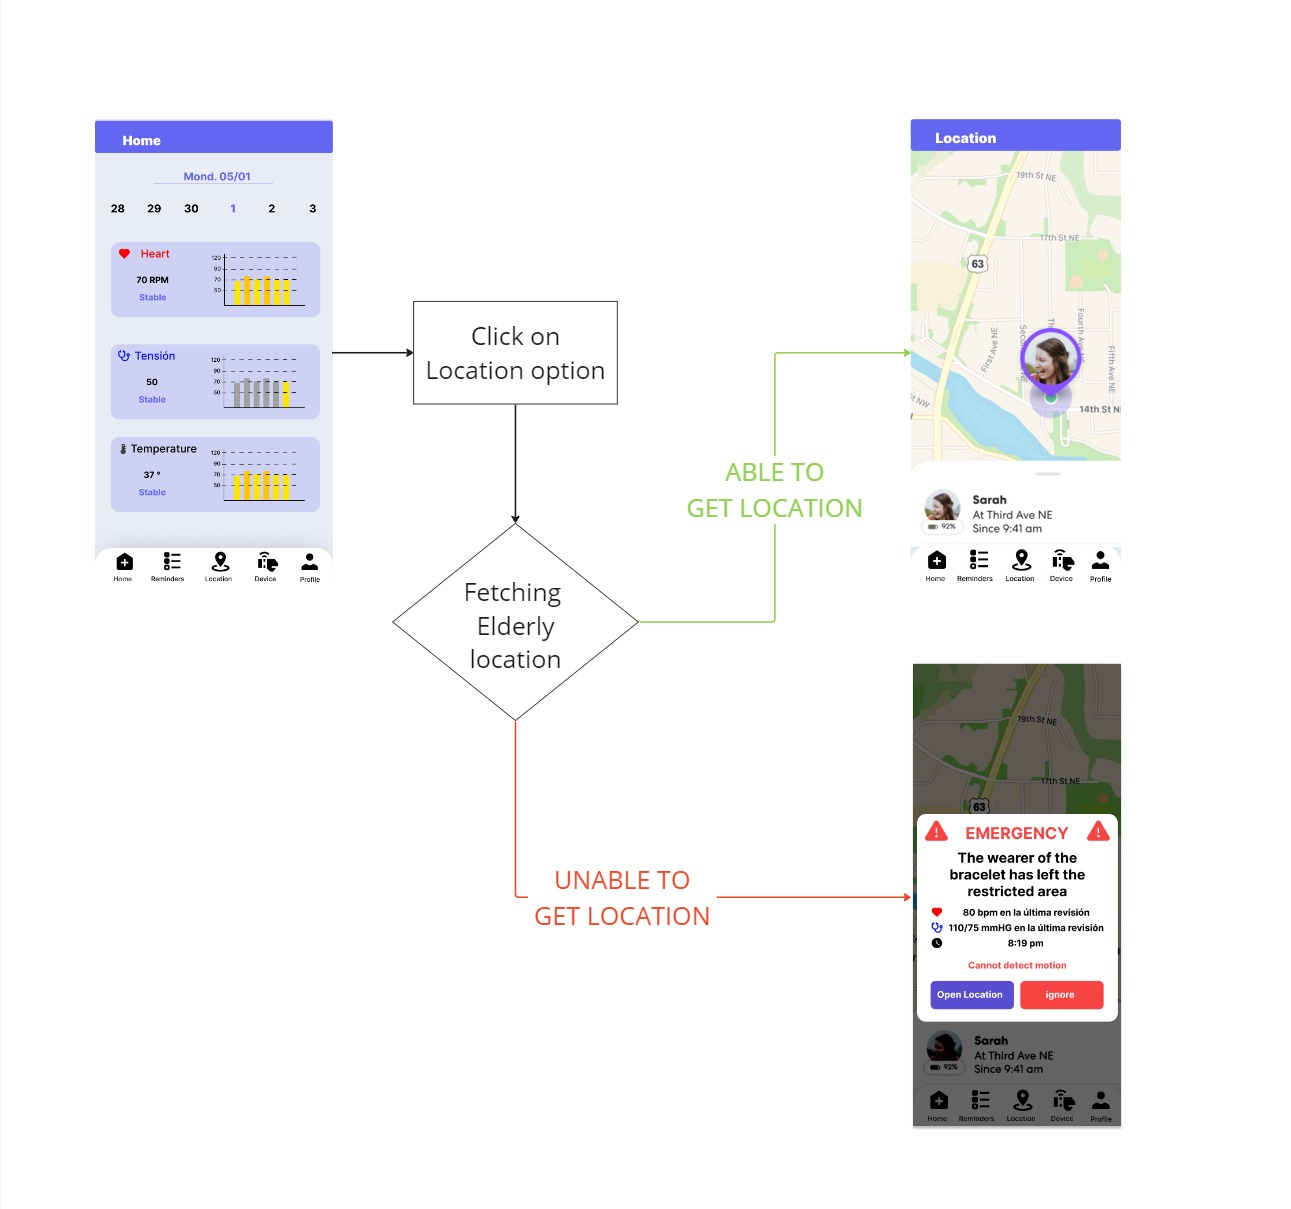 Home
Mond. 05/01
28 29 30 1 2 3
Heart
70 RPM
Stable
120
90
70
50
Tensión
50
Stable
120
90
70
50
Temperature
37 °
Stable
120
90
70
50
Home Reminders Location Device Profile
Click on
Location option
Fetching
Elderly
location
ABLE TO
GET LOCATION
UNABLE TO
GET LOCATION
Location
19th St NE
17th St NE
63
First Ave NE
Fourth Ave NE
Fifth Ave NE
14th St N
St NW
Sarah
At Third Ave NE
Since 9:41 am
92%
Home Reminders Location Device Profile
19th St NE
17th St NE
63
EMERGENCY
The wearer of the
bracelet has left the
restricted area
80 bpm en la última revisión
110/75 mmHG en la última revisión
8:19 pm
Cannot detect motion
Open Location ignore
Sarah
At Third Ave NE
Since 9:41 am
92%
Home Reminders Location Device Profile